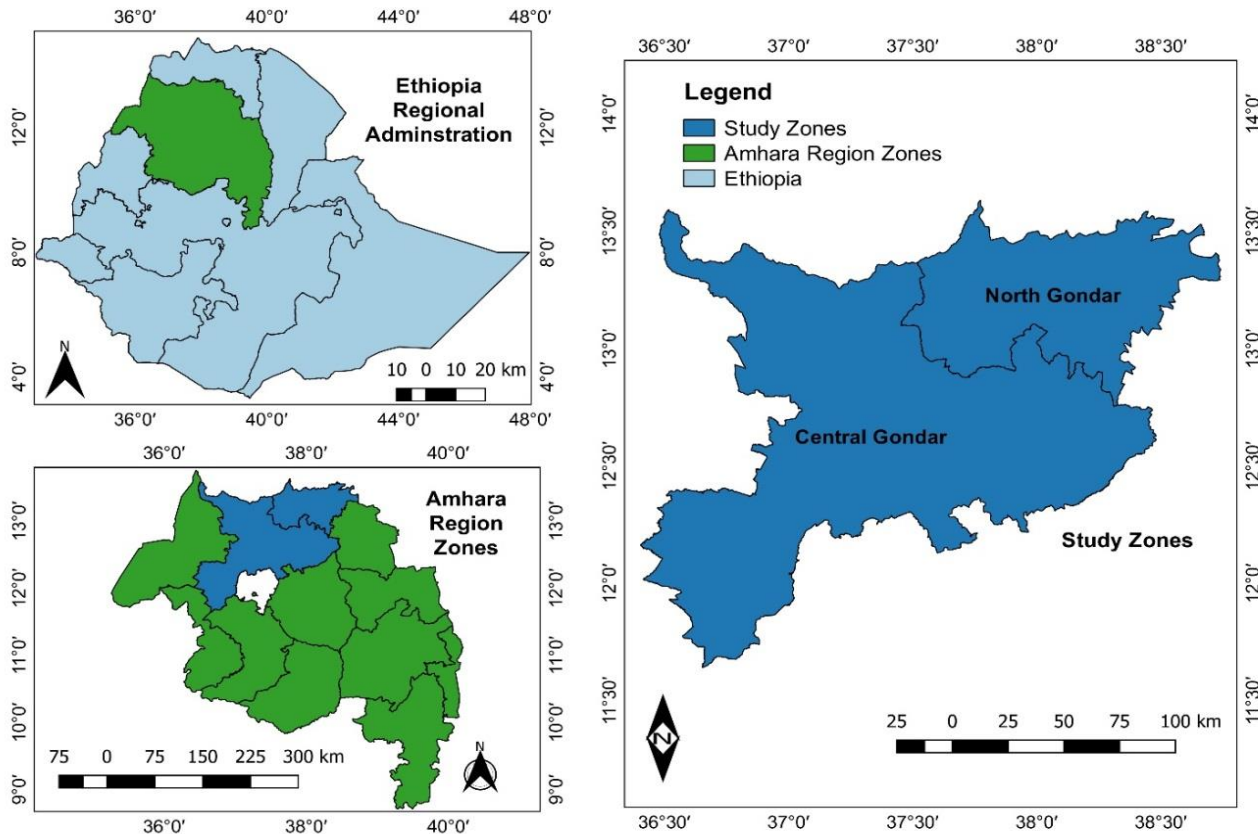 36°0′ 40°0′ 44°0′ 48°0′
Ethiopia
Regional
Adminstration
12°0′ 12°0′
8°0′ 8°0′
4°0′ 4°0′
N
10 0 10 20 km
36°0′ 40°0′ 44°0′ 48°0′
36°0′ 38°0′ 40°0′
Amhara
Region
Zones
13°0′ 13°0′
12°0′ 12°0′
11°0′ 11°0′
10°0′ 10°0′
9°0′ 9°0′
75 0 75 150 225 300 km
N
36°0′ 38°0′ 40°0′
36°30′ 37°0′ 37°30′ 38°0′ 38°30′
Legend
Study Zones
Amhara Region Zones
Ethiopia
14°0′ 14°0′
13°30′ 13°30′
North Gondar
13°0′ 13°0′
Central Gondar
12°30′ 12°30′
Study Zones
12°0′ 12°0′
11°30′ 11°30′
N
25 0 25 50 75 100 km
36°30′ 37°0′ 37°30′ 38°0′ 38°30′